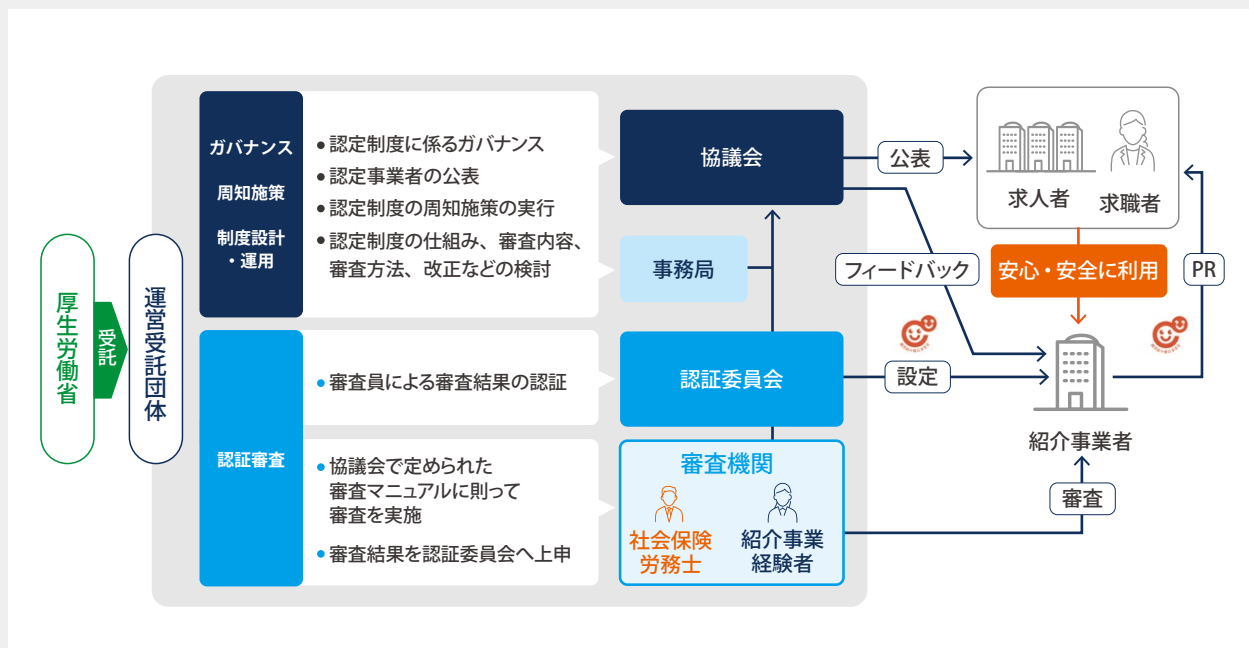 厚生労働省
受託
運営受託団体
ガバナンス
周知施策
制度設計
・運用
● 認定制度に係るガバナンス
● 認定事業者の公表
● 認定制度の周知施策の実行
● 認定制度の仕組み、審査内容、
審査方法、改正などの検討
認証審査
● 審査員による審査結果の認証
● 協議会で定められた
審査マニュアルに則って
審査を実施
● 審査結果を認証委員会へ上申
協議会
事務局
認証委員会
審査機関
社会保険
労務士
紹介事業
経験者
公表
フィードバック
設定
審査
求人者
求職者
安心・安全に利用
PR
紹介事業者